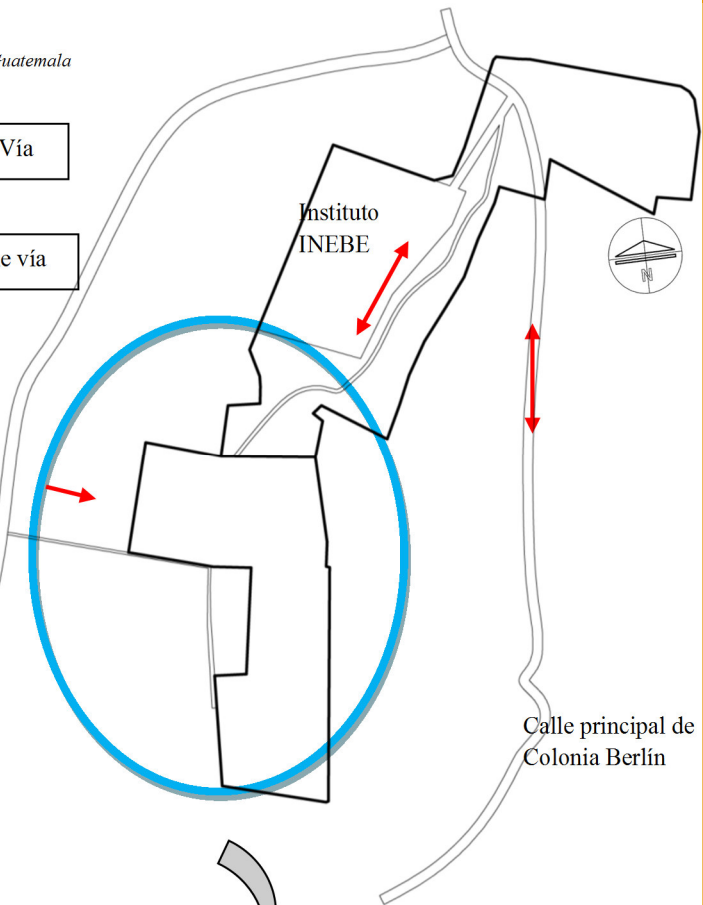 Guatemala
Vía
e vía
Instituto
INEBE
N
Calle principal de
Colonia Berlín